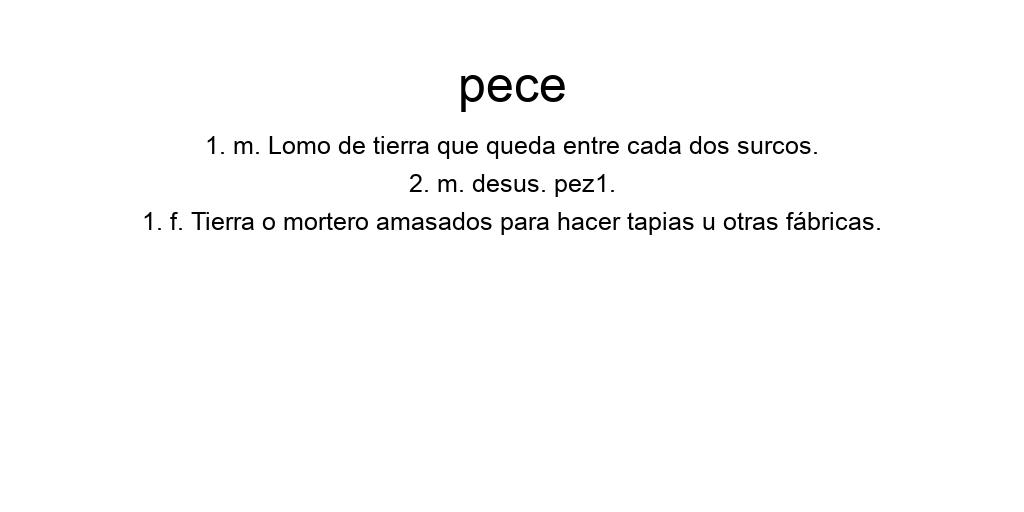 pece
1. m. Lomo de tierra que queda entre cada dos surcos.
2. m. desus. pez1.
1. f. Tierra o mortero amasados para hacer tapias u otras fábricas.